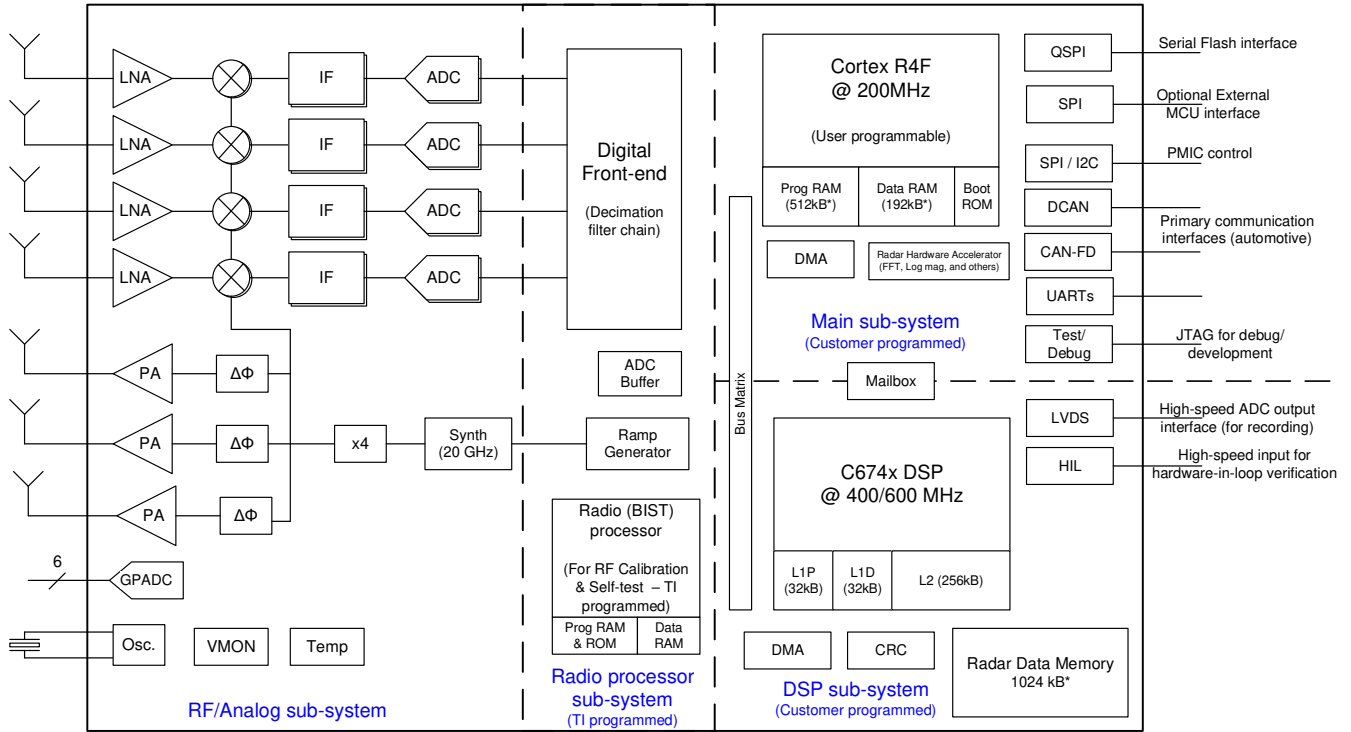 LNA
IF
ADC
LNA
IF
ADC
LNA
IF
ADC
LNA
IF
ADC
Digital
Front-end
(Decimation
filter chain)
PA
ΔΦ
PA
ΔΦ
x4
Synth
(20 GHz)
PA
ΔΦ
ADC
Buffer
Ramp
Generator
6
GPADC
Osc.
VMON
Temp
RF/Analog sub-system
Radio (BIST)
processor
(For RF Calibration
& Self-test – TI
programmed)
Prog RAM
& ROM
Data
RAM
Radio processor
sub-system
(TI programmed)
Bus Matrix
Cortex R4F
@ 200MHz
(User programmable)
Prog RAM
(512kB*)
Data RAM
(192kB*)
Boot
ROM
DMA
Radar Hardware Accelerator
(FFT, Log mag, and others)
Main sub-system
(Customer programmed)
Mailbox
C674x DSP
@ 400/600 MHz
L1P
(32kB)
L1D
(32kB)
L2 (256kB)
DMA
CRC
Radar Data Memory
1024 kB*
DSP sub-system
(Customer programmed)
QSPI
Serial Flash interface
SPI
Optional External
MCU interface
SPI / I2C
PMIC control
DCAN
Primary communication
interfaces (automotive)
CAN-FD
UARTs
Test/
Debug
JTAG for debug/
development
LVDS
High-speed ADC output
interface (for recording)
HIL
High-speed input for
hardware-in-loop verification